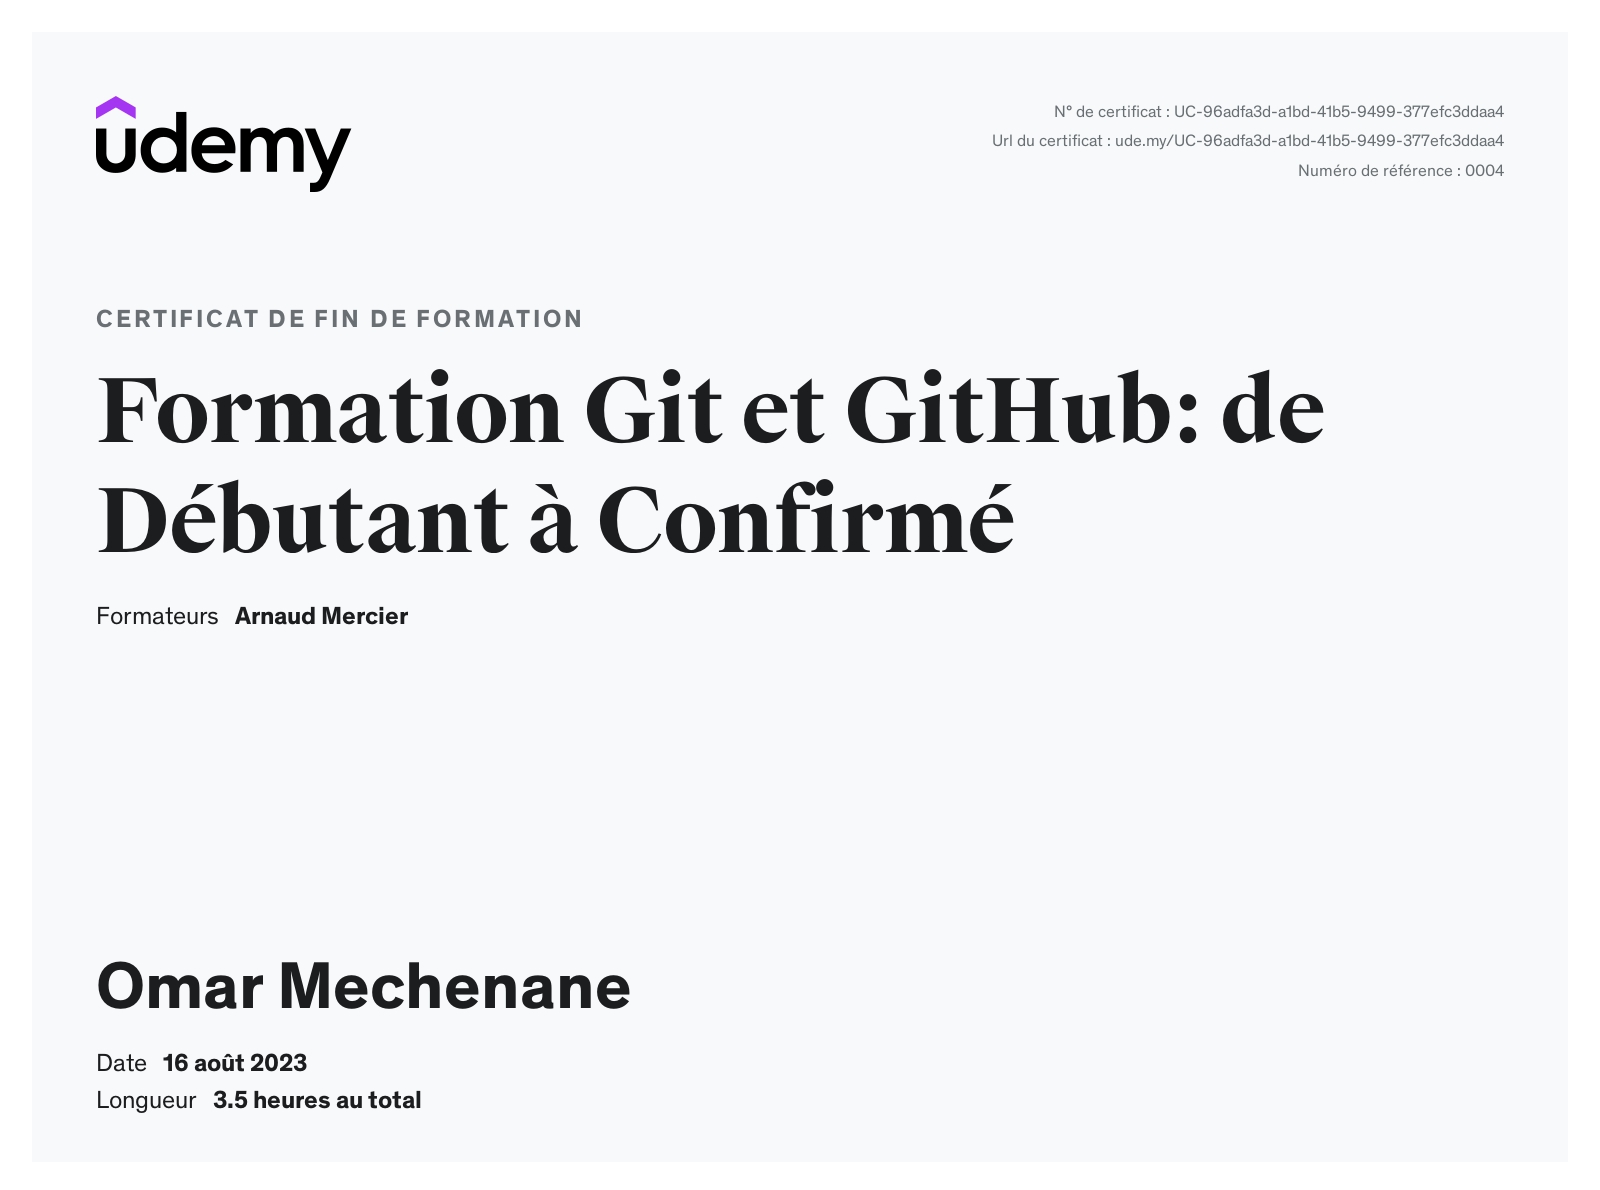 udemy
N° de certificat : UC-96adfa3d-a1bd-41b5-9499-377efc3ddaa4
Url du certificat : ude.my/UC-96adfa3d-a1bd-41b5-9499-377efc3ddaa4
Numéro de référence : 0004
CERTIFICAT DE FIN DE FORMATION
Formation Git et GitHub: de
Débutant à Confirmé
Formateurs Arnaud Mercier
Omar Mechenane
Date 16 août 2023
Longueur 3.5 heures au total